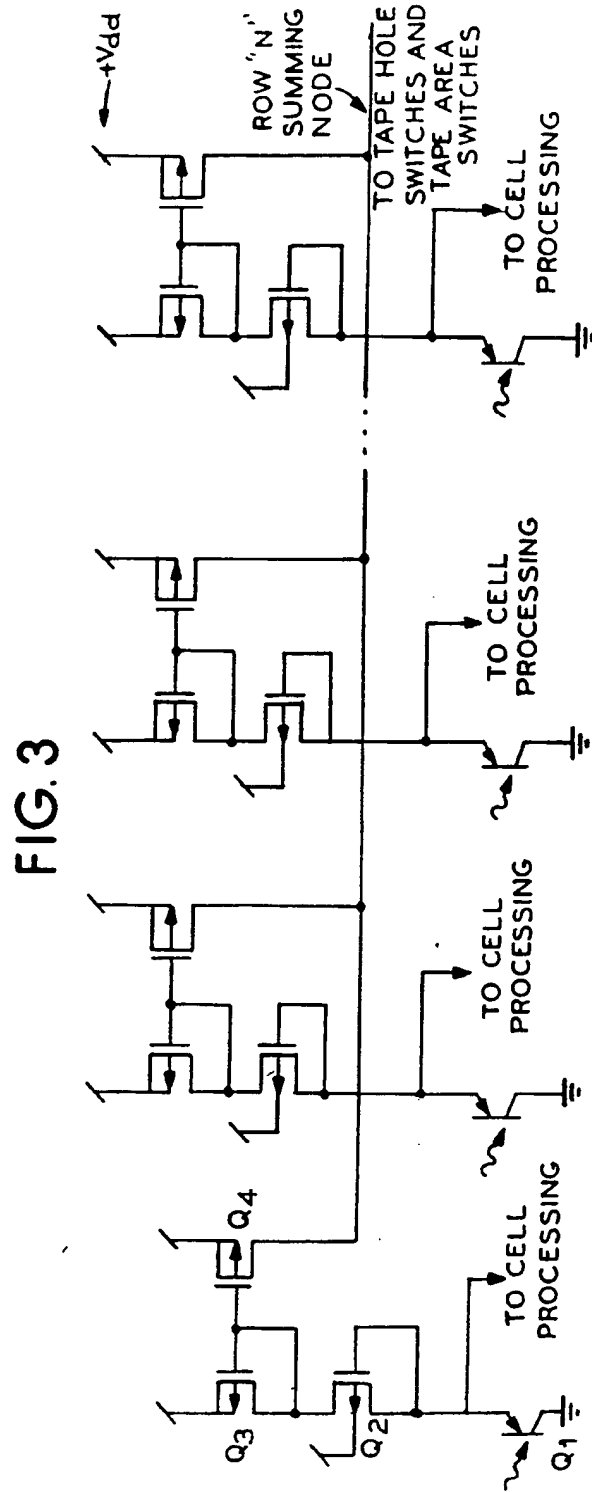 FIG. 3
+Vdd
ROW "N"
SUMMING
NODE
TO TAPE HOLE
SWITCHES AND
TAPE AREA
SWITCHES
Q4
Q3
Q2
Q1
TO CELL
PROCESSING
TO CELL
PROCESSING
TO CELL
PROCESSING
TO CELL
PROCESSING